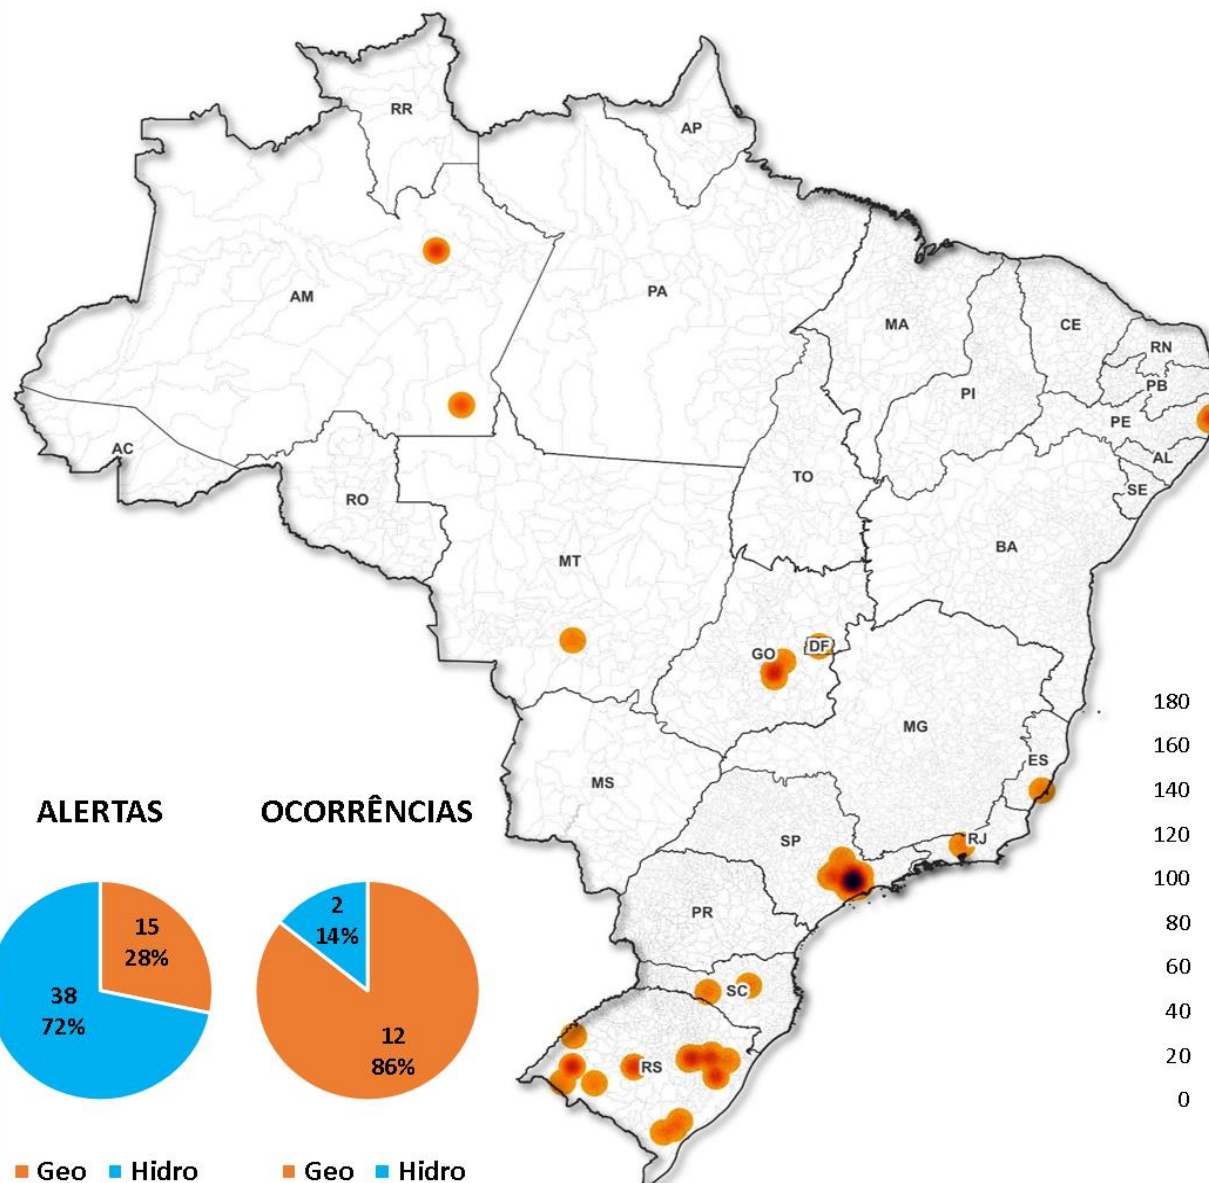 RR
AP
AM
PA
MA
CE
RN
PB
PI
PE
AC
AL
TO
SE
RO
BA
MT
GO
DF
MG
ES
MS
SP
RJ
PR
SC
RS
180
160
140
120
100
80
60
40
20
0
ALERTAS
15
28%
38
72%
Geo Hidro
OCORRÊNCIAS
2
14%
12
86%
Geo Hidro